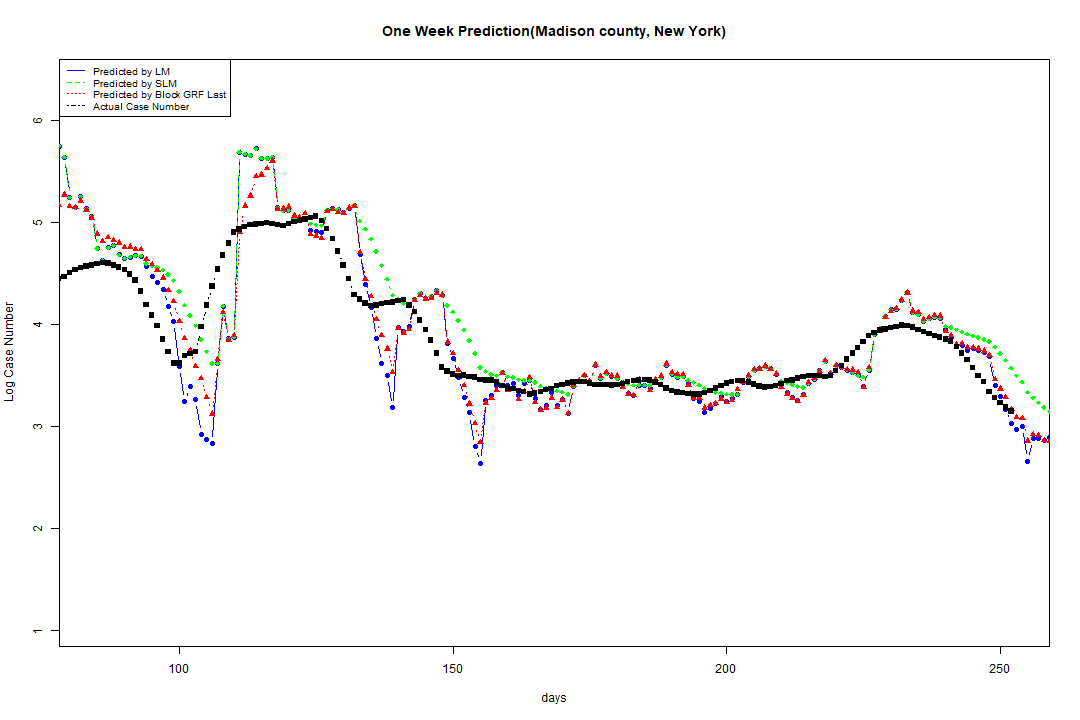 One Week Prediction(Madison county, New York)
Predicted by LM
Predicted by SLM
Predicted by Block GRF Last
Actual Case Number
6
5
4
3
2
1
Log Case Number
100 150 200 250
days